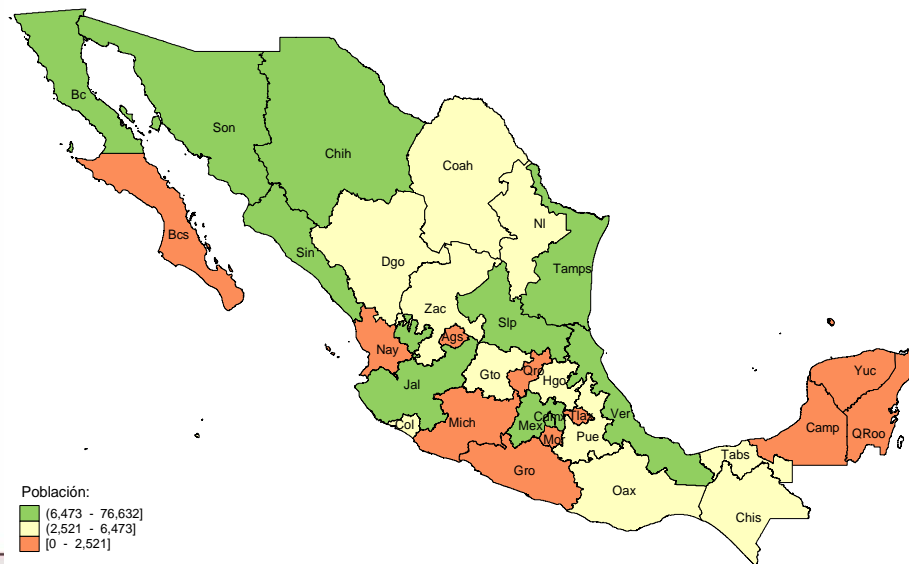 Bc
Son
Chih
Coah
Bcs
Nl
Sin
Dgo
Tamps
Zac
Slp
Nay
Ags
Gto
Qro
Hgo
Jal
Yuc
Col
Mich
Mex
Cdmx
Tlax
Ver
Mor
Pue
Camp
QRoo
Gro
Tabs
Oax
Chis
Población:
(6,473 - 76,632]
(2,521 - 6,473]
[0 - 2,521]